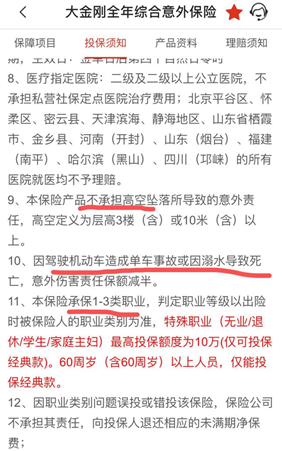 大金刚全年综合意外保险
保障项目
投保须知
产品资料
理赔须知
8、医疗指定医院：二级及二级以上公立医院，不
承担私营社保定点医院治疗费用；北京平谷区、怀
柔区、密云县、天津滨海、静海地区、山东省栖霞
市、金乡县、河南（开封）、山东（烟台）、福建
（南平）、哈尔滨（黑山）、四川（邛崃）的所有
医院就医均不予理赔。
9、本保险产品不承担高空坠落所导致的意外责
任，高空定义为层高3楼（含）或10米（含）以
上。
10、因驾驶机动车造成单车事故或因溺水导致死
亡，意外伤害责任保额减半。
11、本保险承保1-3类职业，判定职业等级以出险
时被保险人的职业类别为准，特殊职业（无业/退
休/学生/家庭主妇）最高投保额度为10万(仅可投保
经典款)。60周岁（含60周岁）以上人员，仅能投
保经典款。
12、因职业类别问题误投或错投该保险，保险公司
不承担其责任，向投保人退还相应的未满期净保
费；